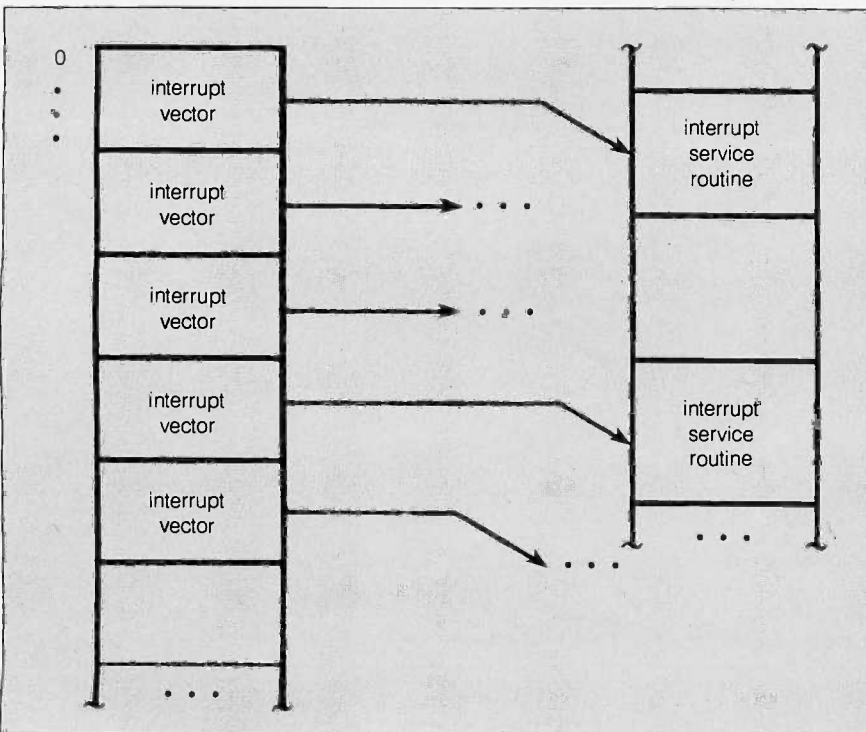 0
interrupt
vector
interrupt
vector
interrupt
vector
interrupt
vector
interrupt
vector
. . .
interrupt
service
routine
interrupt
service
routine
. . .
. . .
. . .
. . .